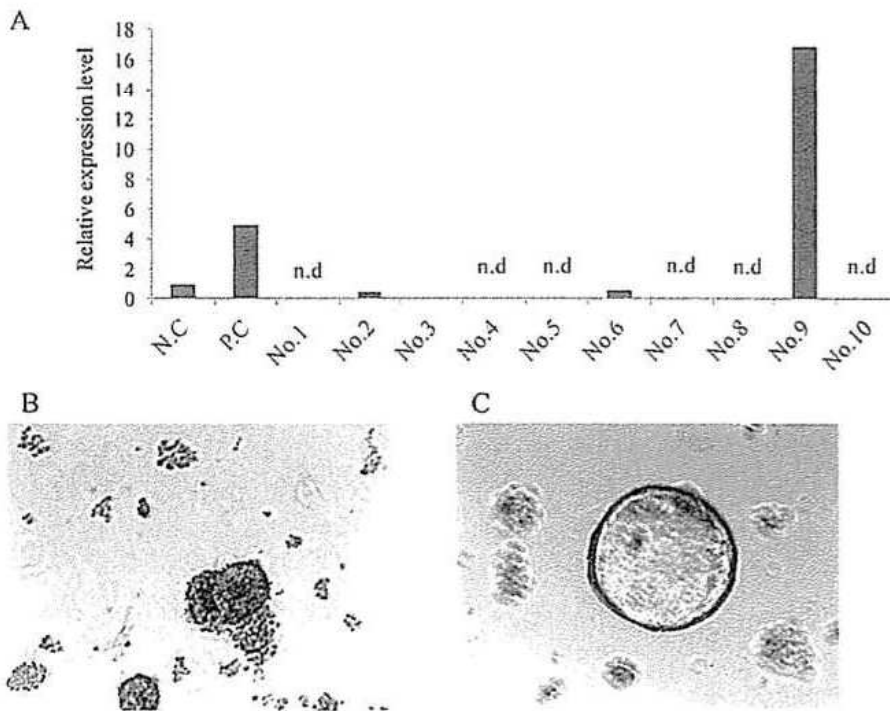 A
Relative expression level
18
16
14
12
10
8
6
4
2
0
n.d n.d n.d n.d n.d n.d
N.C P.C No.1 No.2 No.3 No.4 No.5 No.6 No.7 No.8 No.9 No.10
B C